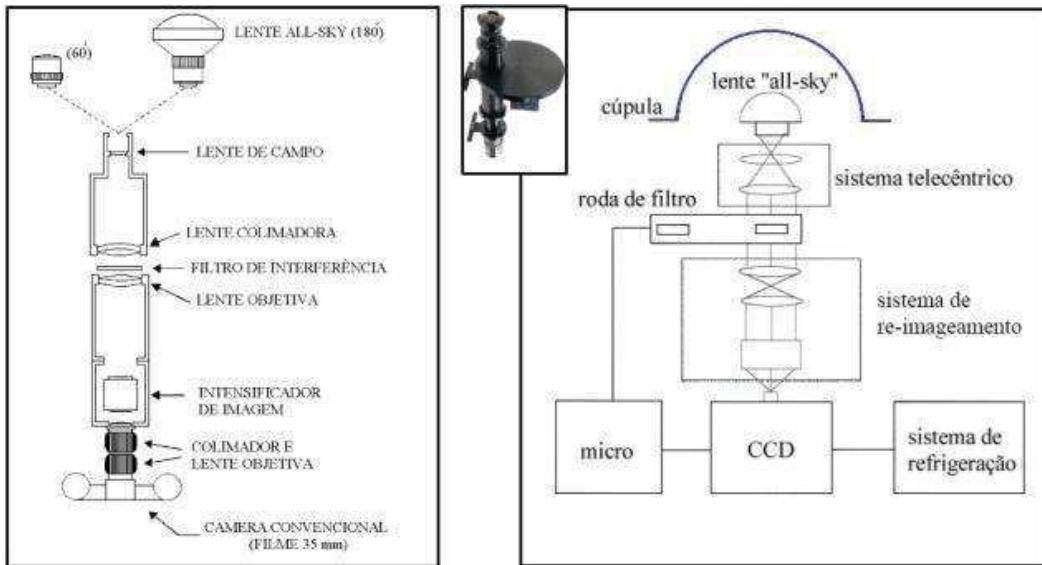 LENTE ALL-SKY (180°)
(60°)
LENTE DE CAMPO
LENTE COLIMADORA
FILTRO DE INTERFERÊNCIA
LENTE OBJETIVA
INTENSIFICADOR
DE IMAGEM
COLIMADOR E
LENTE OBJETIVA
CAMERA CONVENCIONAL
(FILME 35 mm)
lente "all-sky"
cúpula
sistema telecêntrico
roda de filtro
sistema de
re-imageamento
micro
CCD
sistema de
refrigeração